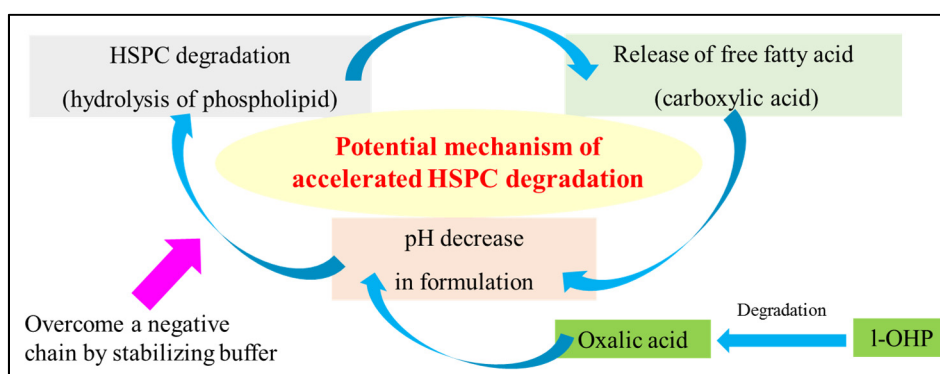 HSPC degradation
(hydrolysis of phospholipid)
Release of free fatty acid
(carboxylic acid)
Potential mechanism of
accelerated HSPC degradation
pH decrease
in formulation
Overcome a negative
chain by stabilizing buffer
Oxalic acid
Degradation
l-OHP